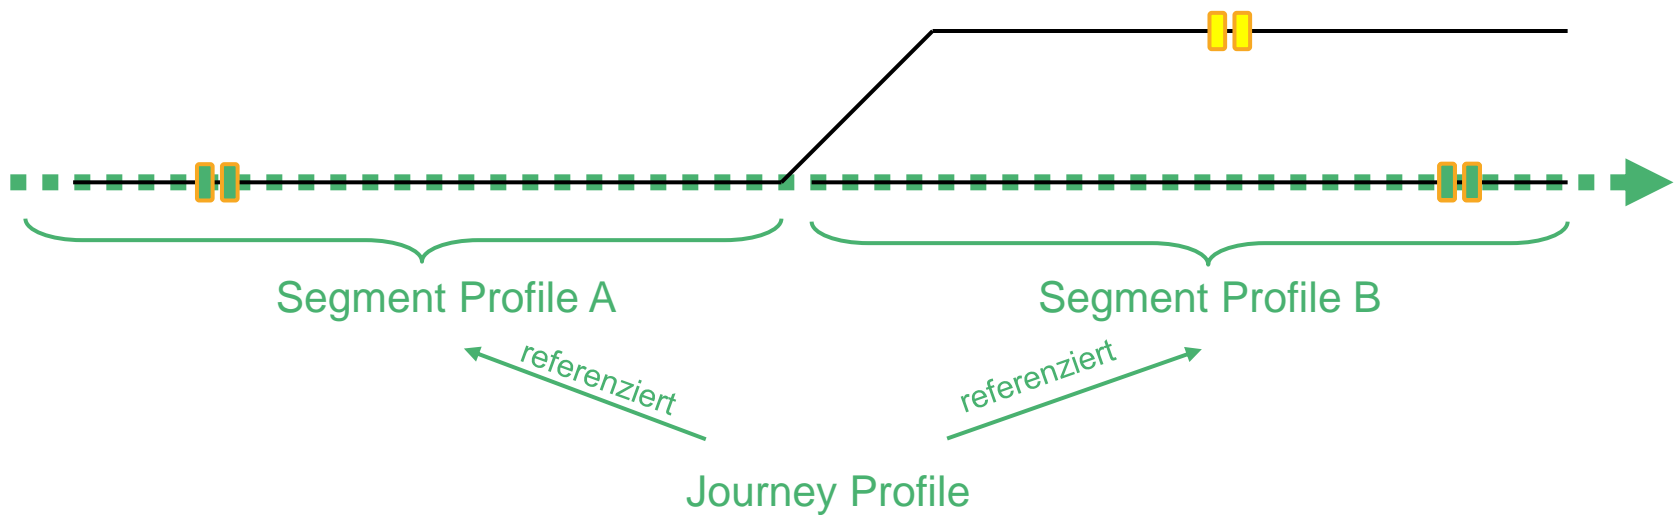 Segment Profile A
Segment Profile B
referenziert
referenziert
Journey Profile